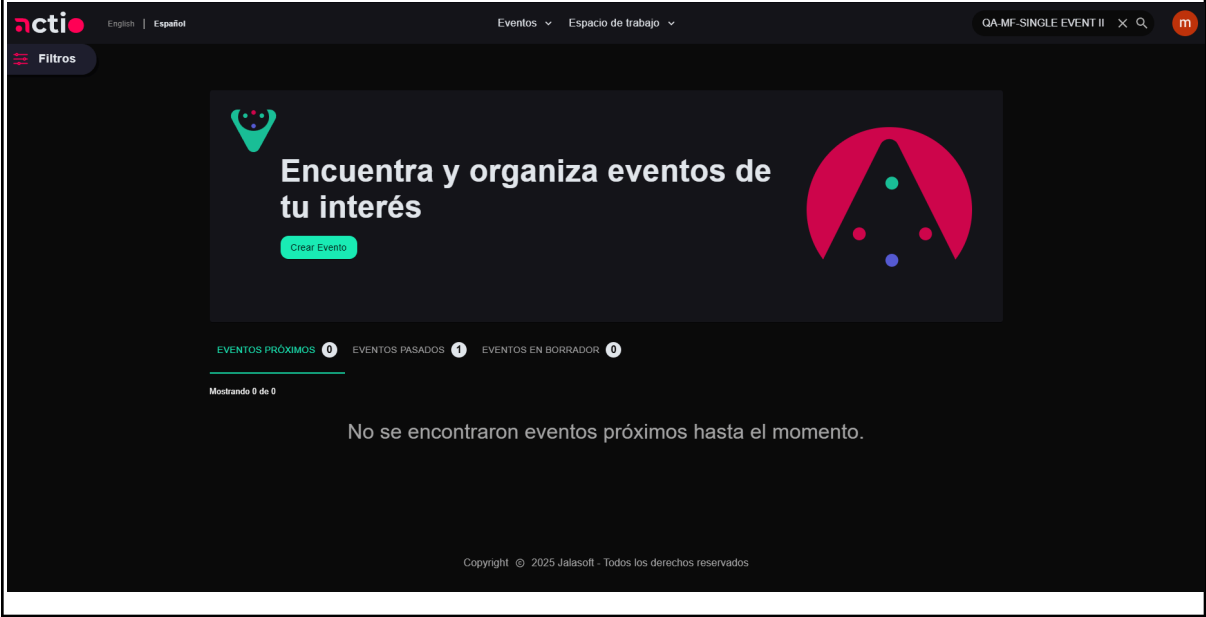 actio English | Español Eventos Espacio de trabajo QA-MF-SINGLE EVENT II m
Filtros
Encuentra y organiza eventos de
tu interés
Crear Evento
EVENTOS PRÓXIMOS 0 EVENTOS PASADOS 1 EVENTOS EN BORRADOR 0
Mostrando 0 de 0
No se encontraron eventos próximos hasta el momento.
Copyright © 2025 Jalasoft - Todos los derechos reservados